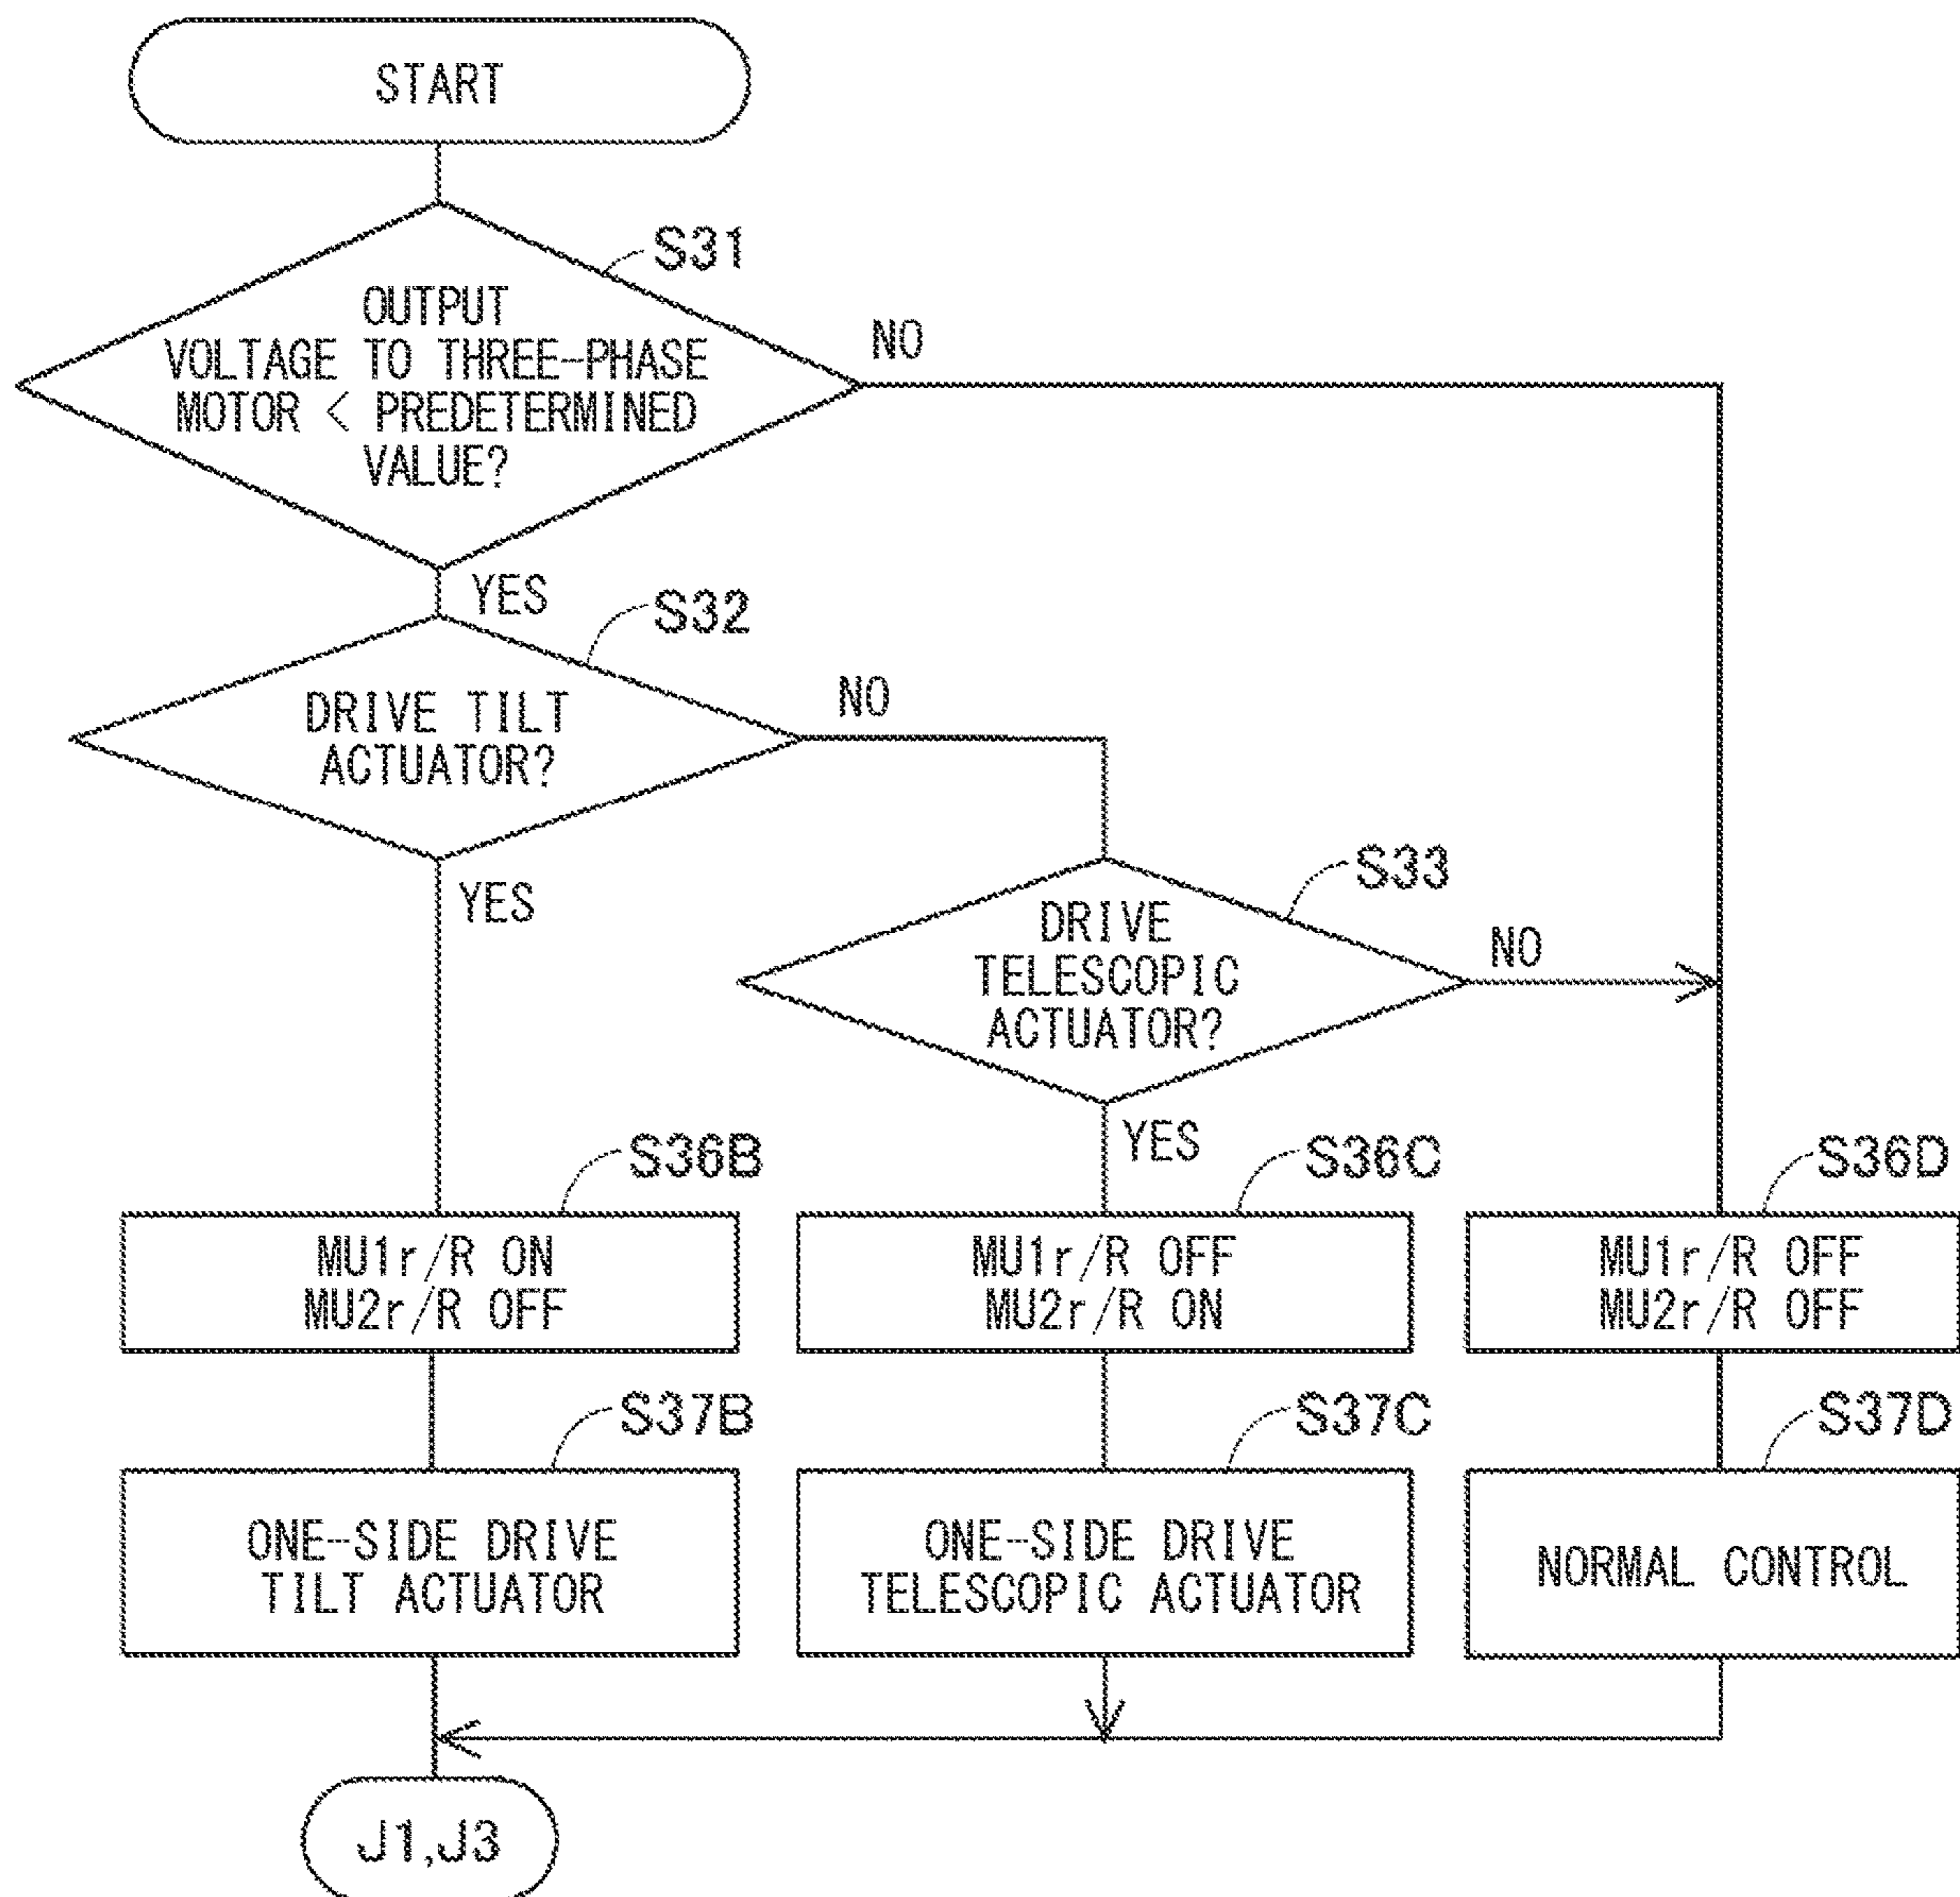 START
S31
OUTPUT
VOLTAGE TO THREE-PHASE
MOTOR < PREDETERMINED
VALUE?
NO
YES
S32
DRIVE TILT
ACTUATOR?
NO
YES
S33
DRIVE
TELESCOPIC
ACTUATOR?
NO
YES
S36B
MU1r/R ON
MU2r/R OFF
S36C
MU1r/R OFF
MU2r/R ON
S36D
MU1r/R OFF
MU2r/R OFF
S37B
ONE-SIDE DRIVE
TILT ACTUATOR
S37C
ONE-SIDE DRIVE
TELESCOPIC ACTUATOR
S37D
NORMAL CONTROL
J1,J3